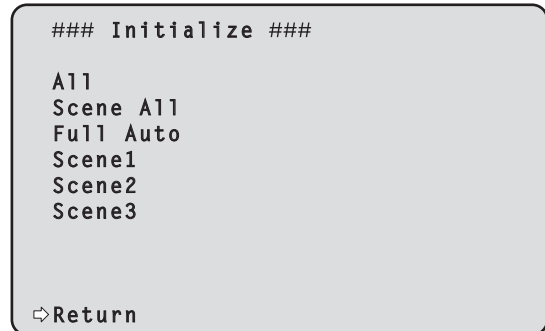 ### Initialize ###
All
Scene All
Full Auto
Scene1
Scene2
Scene3
⇨Return